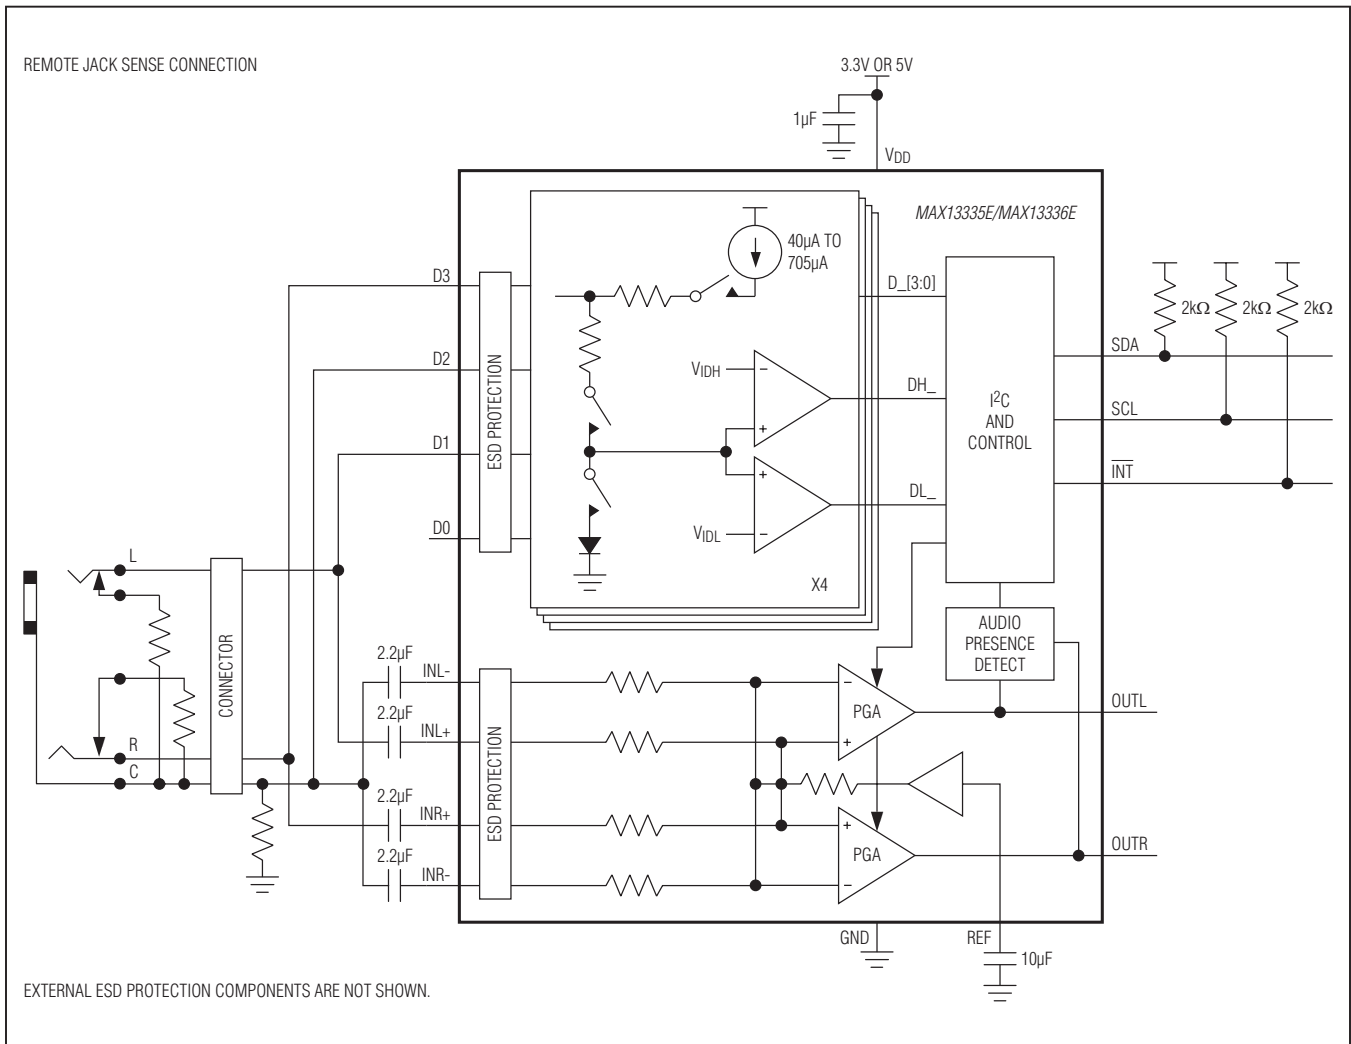 REMOTE JACK SENSE CONNECTION
3.3V OR 5V
1µF
VDD
MAX13335E/MAX13336E
40µA TO
705µA
D3
D_[3:0]
2kΩ
2kΩ
2kΩ
SDA
D2
VIDH
−
DH_
ESD PROTECTION
I2C
AND
CONTROL
SCL
D1
+
INT
+
DL_
D0
VIDL
−
L
X4
AUDIO
PRESENCE
DETECT
CONNECTOR
2.2µF
INL-
−
PGA
OUTL
2.2µF
INL+
+
R
C
ESD PROTECTION
2.2µF
INR+
+
PGA
OUTR
2.2µF
INR-
−
GND
REF
10µF
EXTERNAL ESD PROTECTION COMPONENTS ARE NOT SHOWN.